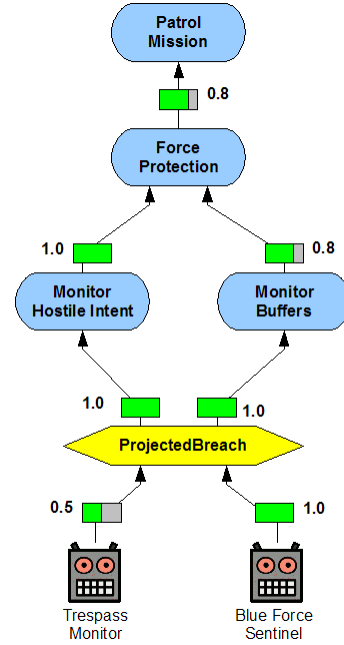 Patrol
Mission
0.8
Force
Protection
1.0
0.8
Monitor
Hostile Intent
Monitor
Buffers
1.0
1.0
ProjectedBreach
0.5
1.0
Trespass
Monitor
Blue Force
Sentinel